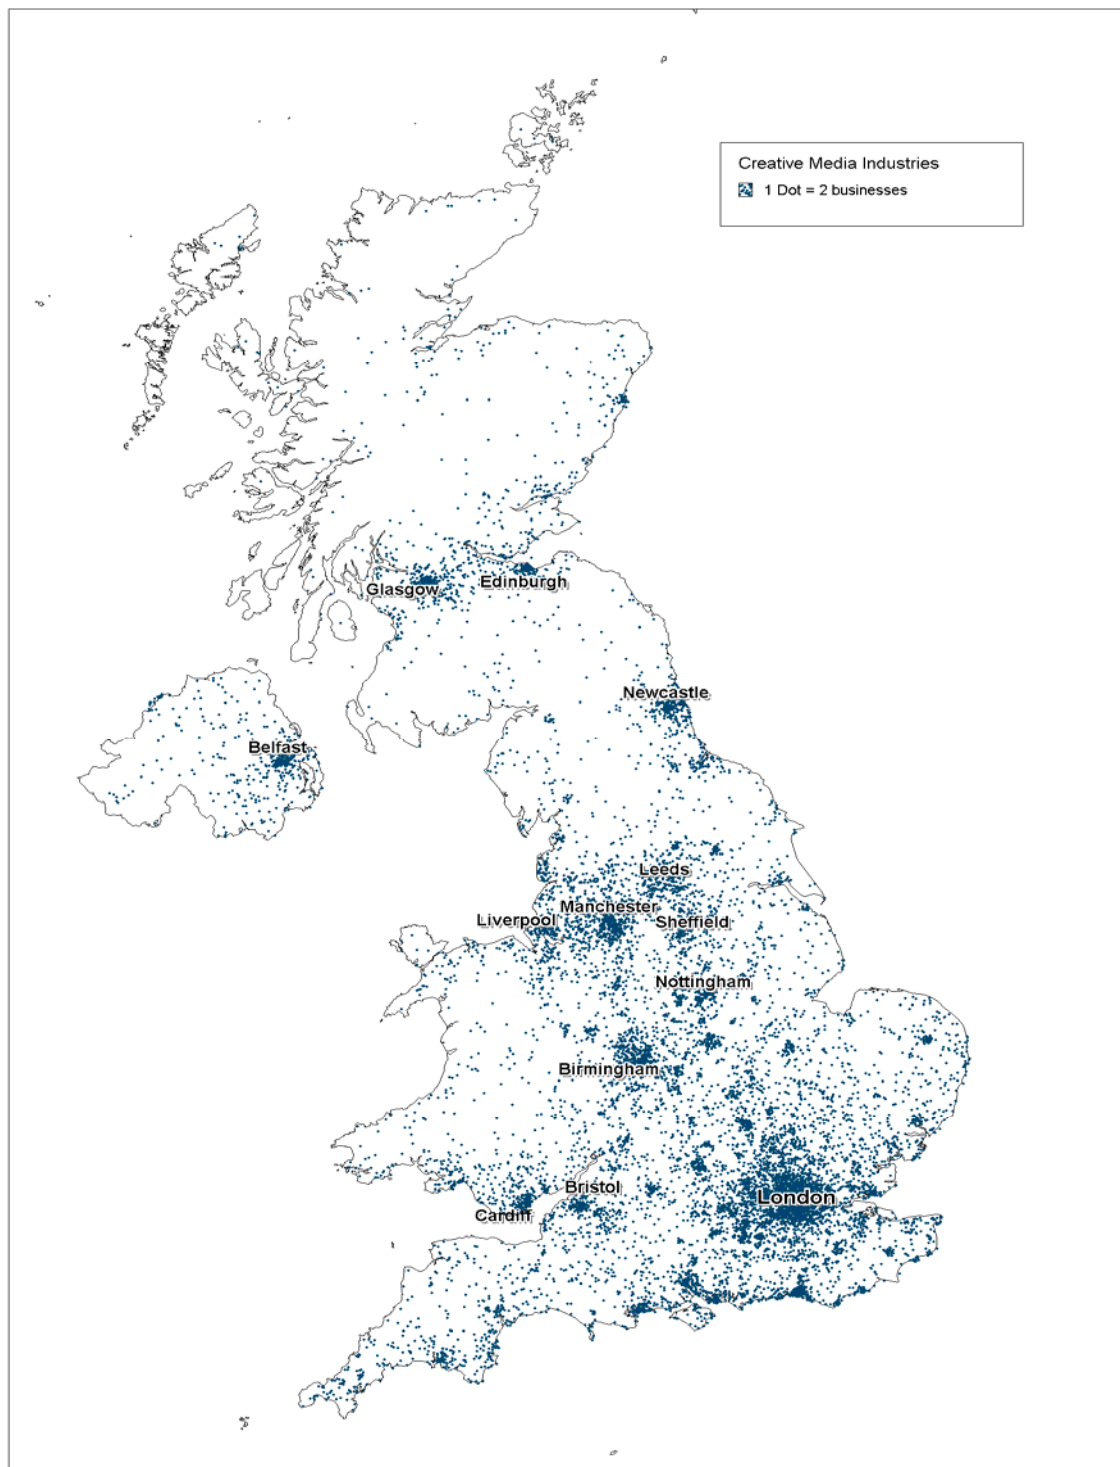 Creative Media Industries
1 Dot = 2 businesses
Glasgow
Edinburgh
Newcastle
Belfast
Leeds
Manchester
Liverpool
Sheffield
Nottingham
Birmingham
Bristol
London
Cardiff